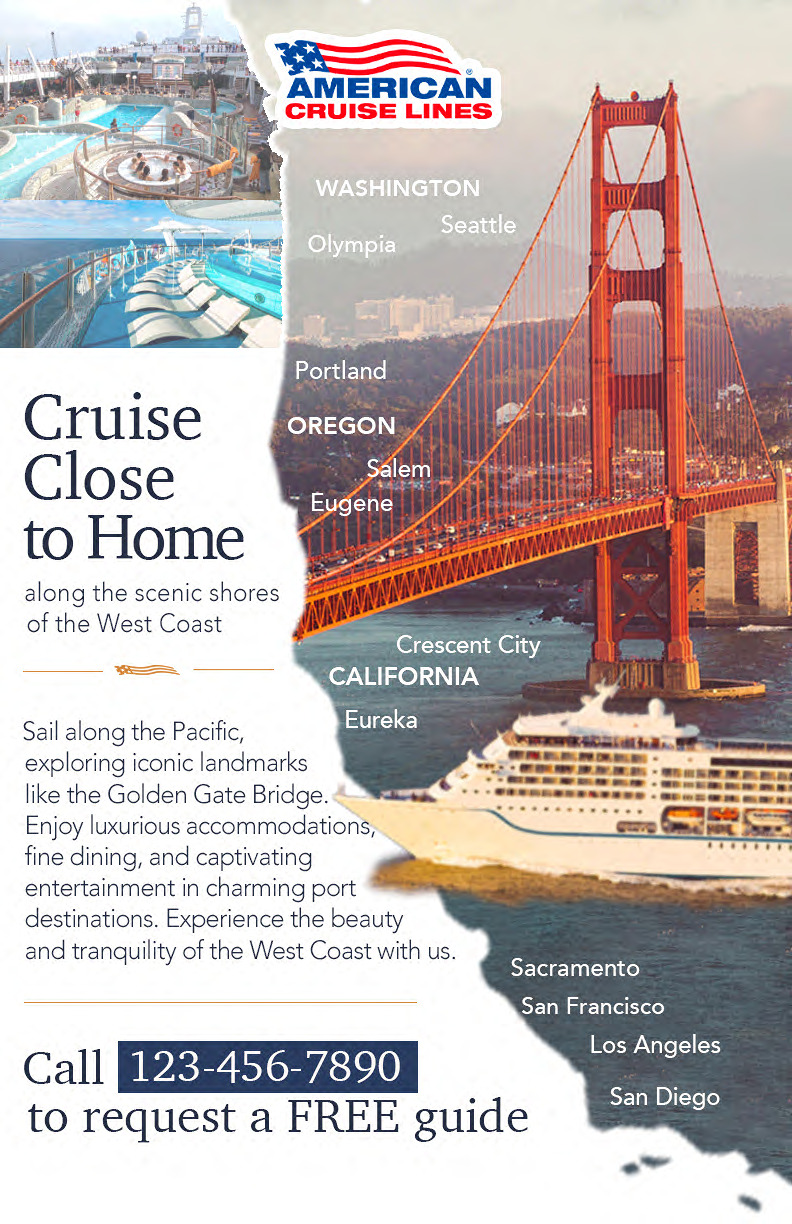 AMERICAN
CRUISE LINES
WASHINGTON
Seattle
Olympia
Portland
OREGON
Salem
Eugene
Crescent City
CALIFORNIA
Eureka
Sacramento
San Francisco
Los Angeles
San Diego
Cruise
Close
to Home
along the scenic shores
of the West Coast
Sail along the Pacific,
exploring iconic landmarks
like the Golden Gate Bridge.
Enjoy luxurious accommodations,
fine dining, and captivating
entertainment in charming port
destinations. Experience the beauty
and tranquility of the West Coast with us.
Call 123-456-7890
to request a FREE guide